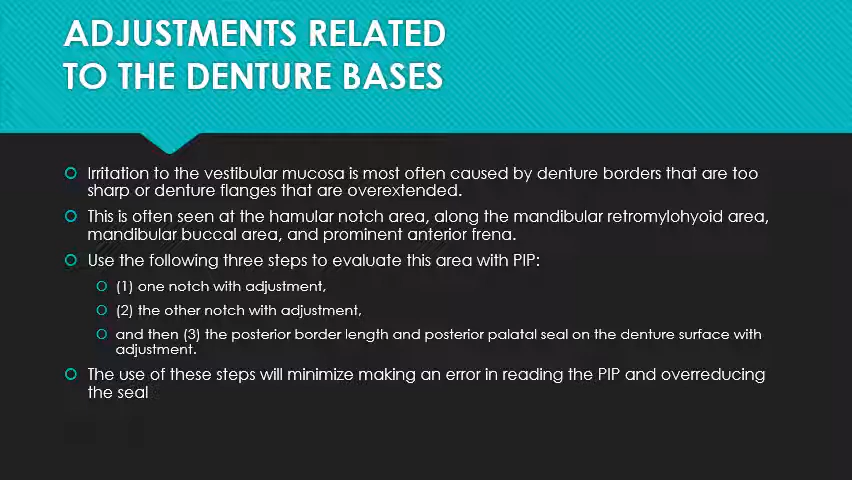 ADJUSTMENTS RELATED
TO THE DENTURE BASES
Irritation to the vestibular mucosa is most often caused by denture borders that are too
sharp or denture flanges that are overextended.
This is often seen at the hamular notch area, along the mandibular retromylohyoid area,
mandibular buccal area, and prominent anterior frena.
Use the following three steps to evaluate this area with PIP:
(1) one notch with adjustment,
(2) the other notch with adjustment,
and then (3) the posterior border length and posterior palatal seal on the denture surface with
adjustment.
The use of these steps will minimize making an error in reading the PIP and overreducing
the seal